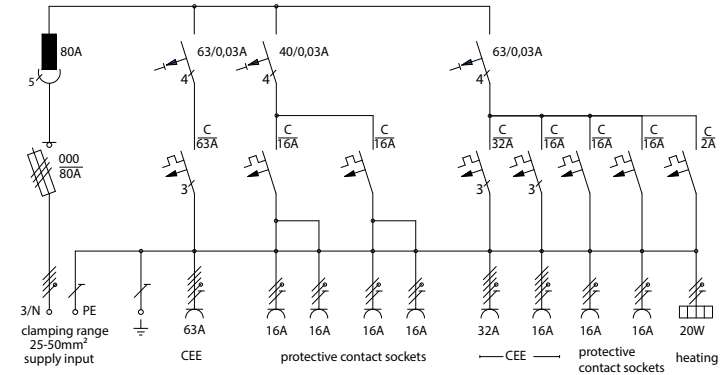 80A
63/0,03A
40/0,03A
63/0,03A
5
4
4
4
000
80A
C
63A
C
16A
C
16A
C
32A
C
16A
C
16A
C
16A
C
2A
3
3
3
3/N
PE
63A
16A
16A
16A
16A
32A
16A
16A
16A
20W
clamping range
25-50mm²
supply input
CEE
protective contact sockets
CEE
protective
contact sockets
heating